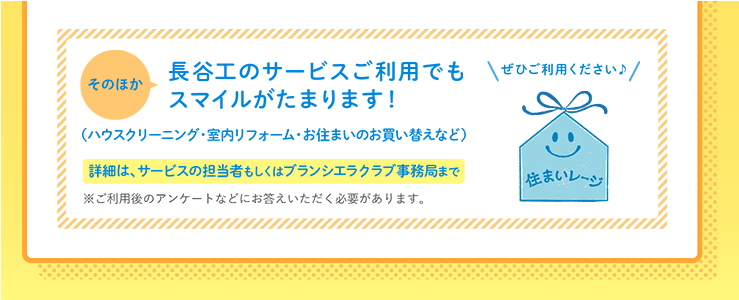 そのほか
長谷工のサービスご利用でも
スマイルがたまります！
（ハウスクリーニング・室内リフォーム・お住まいのお買い替えなど）
詳細は、サービスの担当者もしくはブランシエラクラブ事務局まで
※ご利用後のアンケートなどにお答えいただく必要があります。
ぜひご利用ください♪
住まいレージ